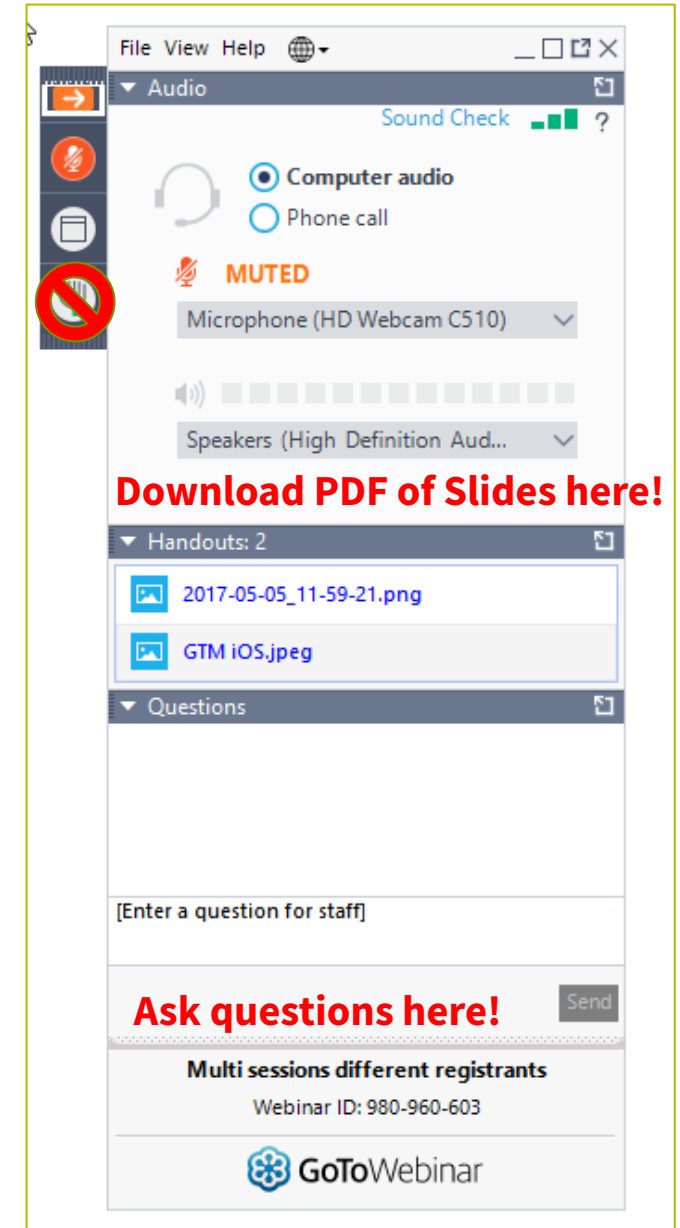 File View Help
Audio
Sound Check ?
Computer audio
Phone call
MUTED
Microphone (HD Webcam C510)
Speakers (High Definition Aud...
Download PDF of Slides here!
Handouts: 2
2017-05-05_11-59-21.png
GTM iOS.jpeg
Questions
[Enter a question for staff]
Ask questions here!
Send
Multi sessions different registrants
Webinar ID: 980-960-603
GoToWebinar